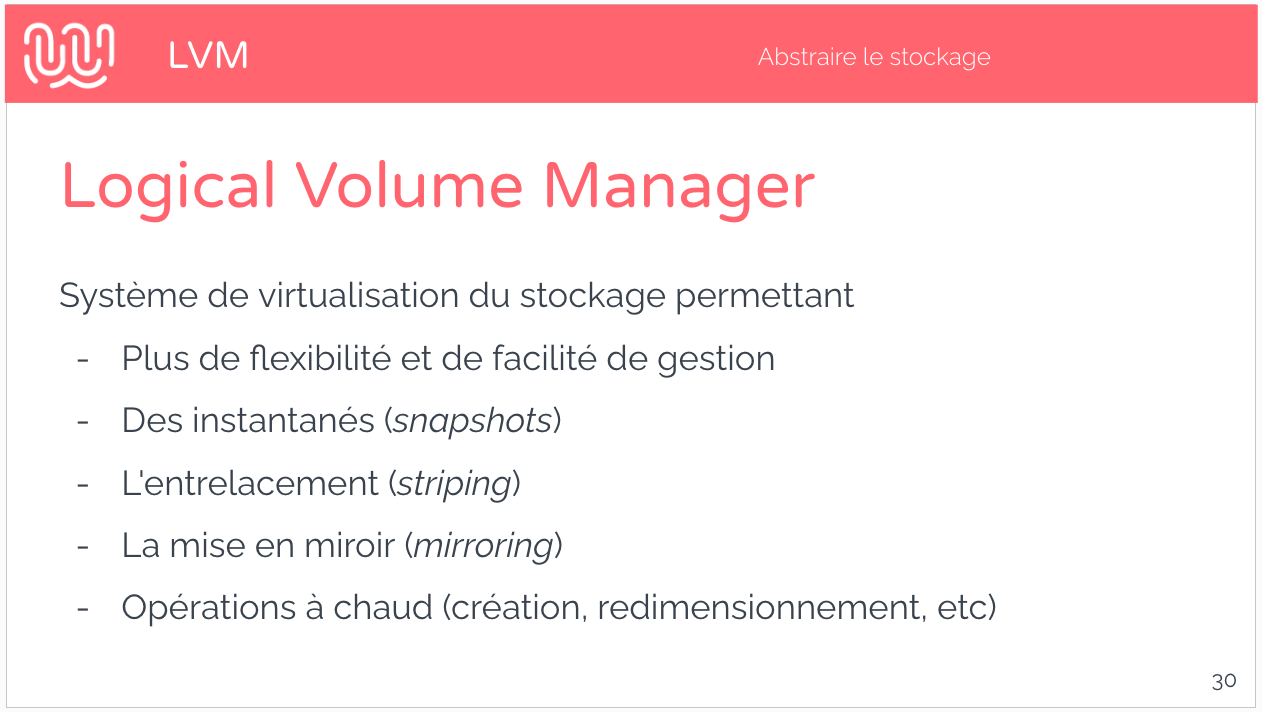 LVM
Abstraire le stockage
Logical Volume Manager
Système de virtualisation du stockage permettant
- Plus de flexibilité et de facilité de gestion
- Des instantanés (snapshots)
- L'entrelacement (striping)
- La mise en miroir (mirroring)
- Opérations à chaud (création, redimensionnement, etc)
30